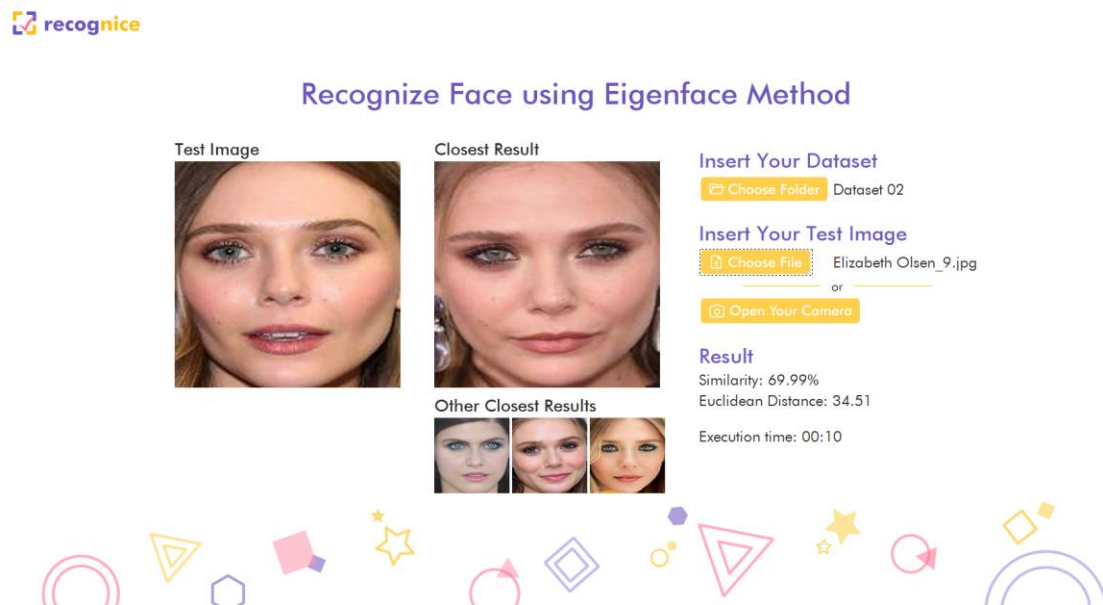 recognice
Recognize Face using Eigenface Method
Test Image
Closest Result
Other Closest Results
Insert Your Dataset
Choose Folder Dataset 02
Insert Your Test Image
Choose File Elizabeth Olsen_9.jpg
or
Open Your Camera
Result
Similarity: 69.99%
Euclidean Distance: 34.51
Execution time: 00:10